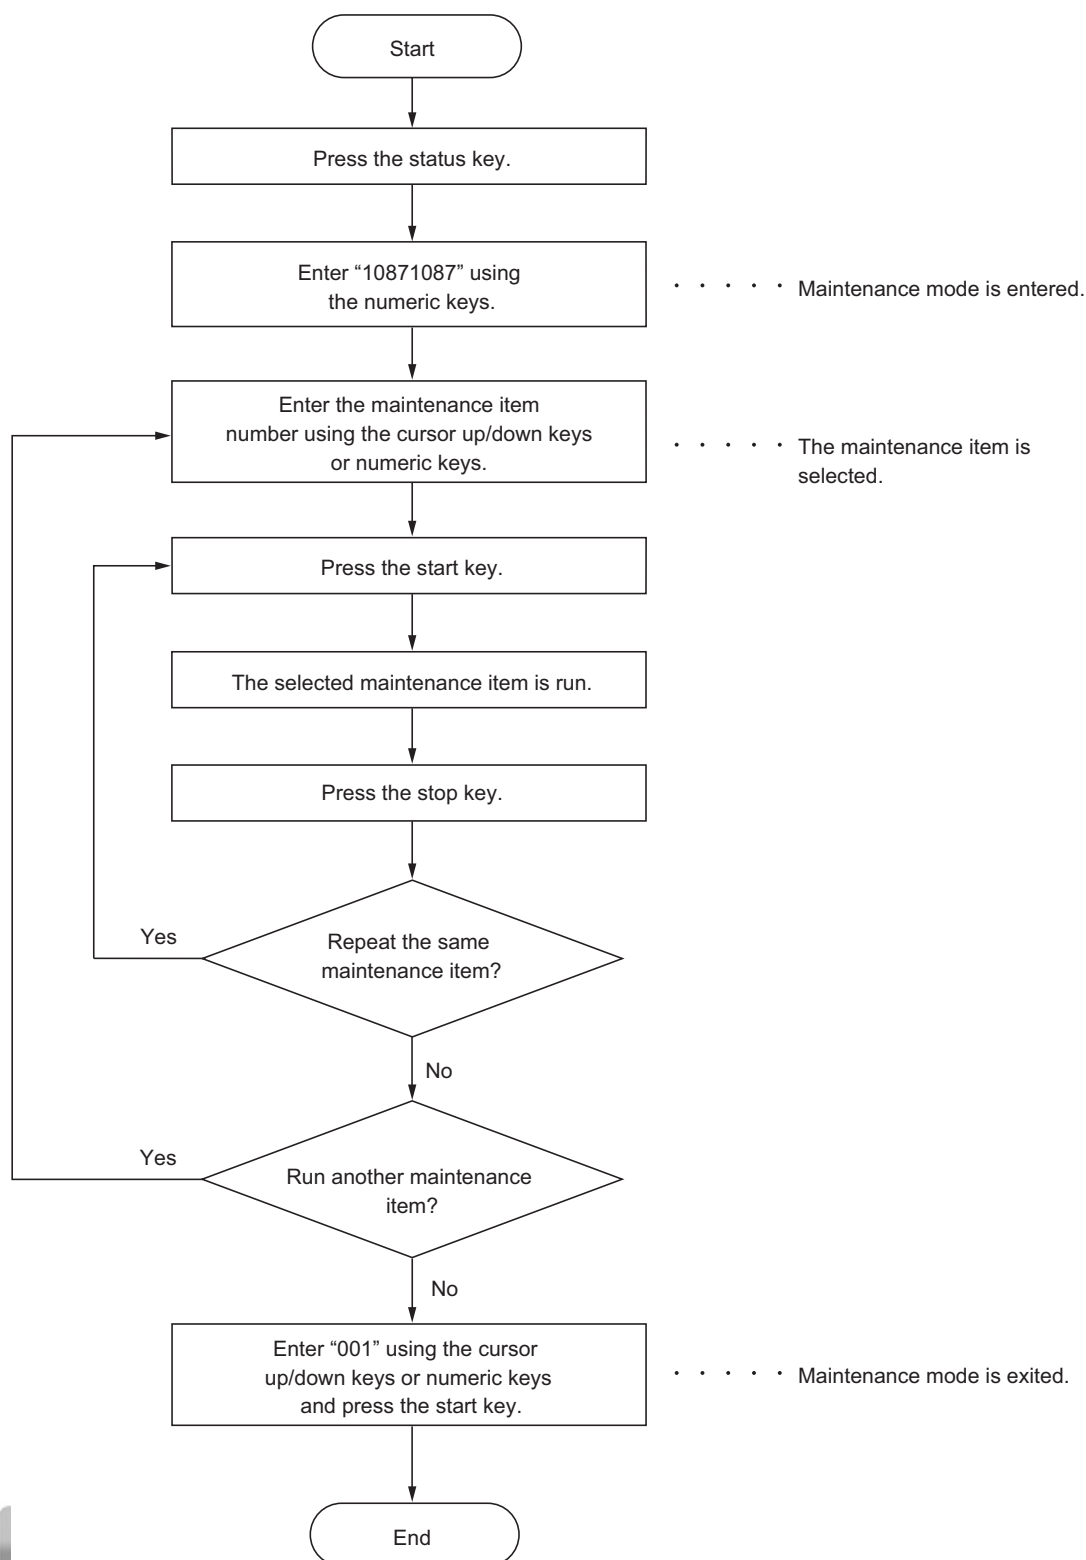 Start
Press the status key.
Enter “10871087” using
the numeric keys.
Maintenance mode is entered.
Enter the maintenance item
number using the cursor up/down keys
or numeric keys.
The maintenance item is
selected.
Press the start key.
The selected maintenance item is run.
Press the stop key.
Yes
Repeat the same
maintenance item?
No
Yes
Run another maintenance
item?
No
Enter “001” using the cursor
up/down keys or numeric keys
and press the start key.
Maintenance mode is exited.
End